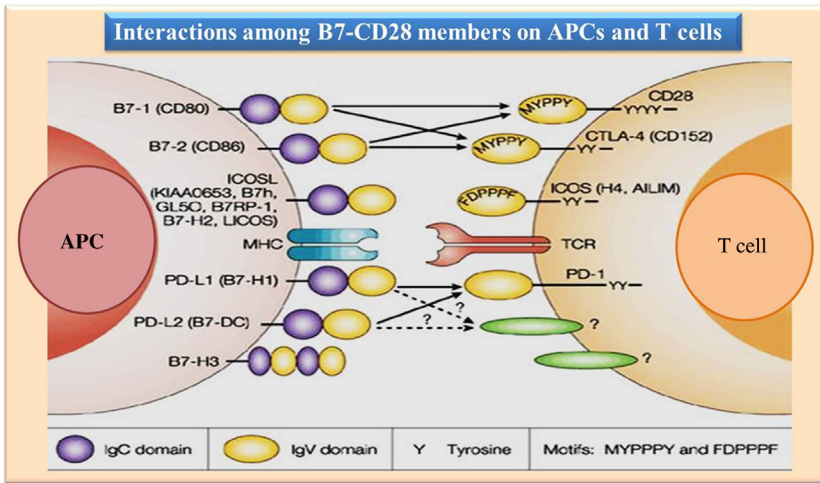 Interactions among B7-CD28 members on APCs and T cells
B7-1 (CD80)
MYPPY
CD28
YYYY
B7-2 (CD86)
MYPPY
CTLA-4 (CD152)
YY
ICOSL
(KIAA0653, B7h,
GL50, B7RP-1,
B7-H2, LICOS)
FDPPPF
ICOS (H4, AILIM)
YY
APC
MHC
TCR
T cell
PD-L1 (B7-H1)
?
PD-1
YY
PD-L2 (B7-DC)
?
?
B7-H3
?
IgC domain
IgV domain
Y Tyrosine
Motifs: MYPPPY and FDPPPF